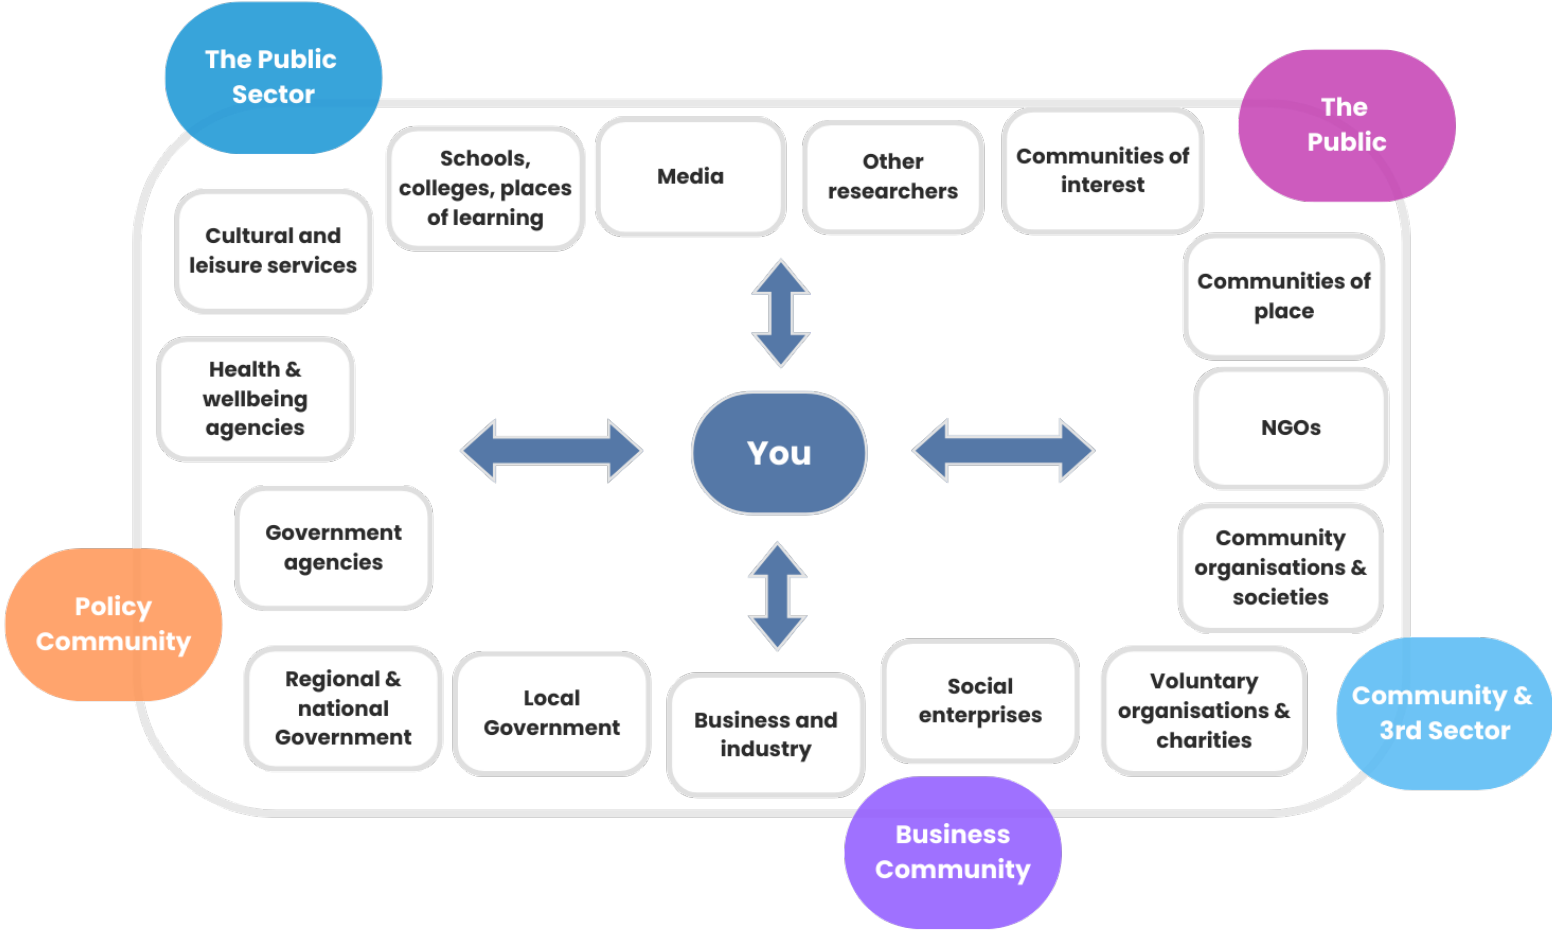 The Public
Sector
The
Public
Schools,
colleges, places
of learning
Media
Other
researchers
Communities of
interest
Cultural and
leisure services
Communities of
place
Health &
wellbeing
agencies
You
NGOs
Government
agencies
Community
organisations &
societies
Policy
Community
Regional &
national
Government
Local
Government
Business and
industry
Social
enterprises
Voluntary
organisations &
charities
Community &
3rd Sector
Business
Community